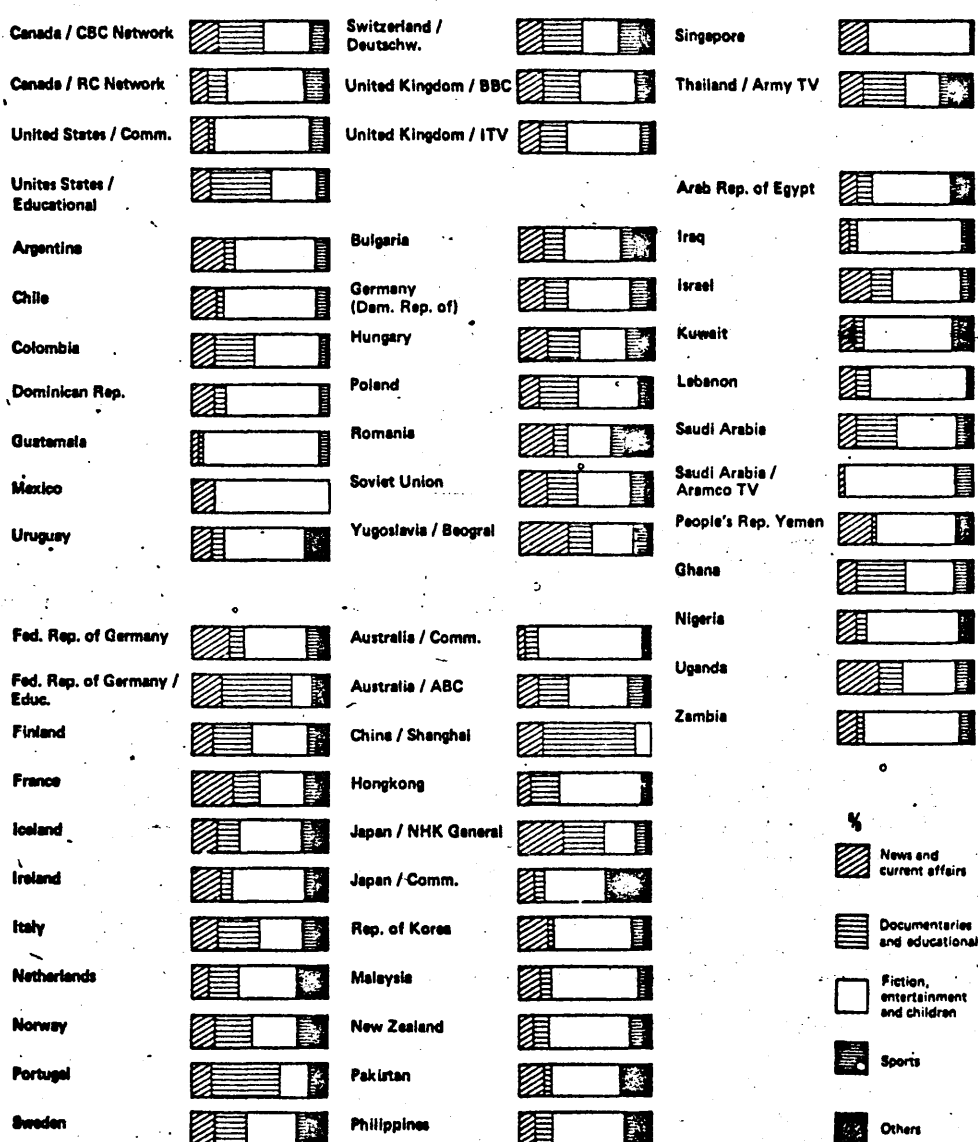 Canada / CBC Network
Canada / RC Network
United States / Comm.
Unites States /
Educational
Argentina
Chile
Colombia
Dominican Rep.
Guatemala
Mexico
Uruguay
Fed. Rep. of Germany
Fed. Rep. of Germany /
Educ.
Finland
France
Iceland
Ireland
Italy
Netherlands
Norway
Portugal
Sweden
Switzerland /
Deutschw.
United Kingdom / BBC
United Kingdom / ITV
Bulgaria
Germany
(Dem. Rep. of)
Hungary
Poland
Romania
Soviet Union
Yugoslavia / Beogral
Australia / Comm.
Australia / ABC
China / Shanghai
Hongkong
Japan / NHK General
Japan / Comm.
Rep. of Korea
Malaysia
New Zealand
Pakistan
Philippines
Singapore
Thailand / Army TV
Arab Rep. of Egypt
Iraq
Israel
Kuwait
Lebanon
Saudi Arabia
Saudi Arabia /
Aramco TV
People's Rep. Yemen
Ghana
Nigeria
Uganda
Zambia
%
News and
current affairs
Documentaries
and educational
Fiction,
entertainment
and children
Sports
Others